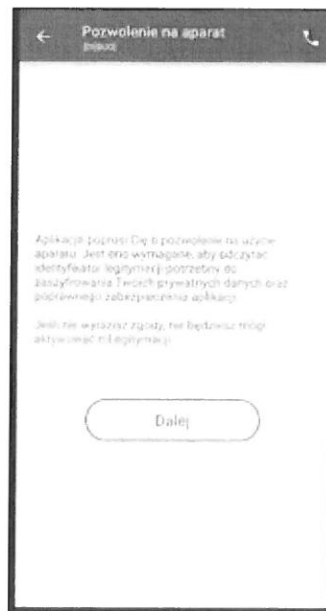 Pozwolenie na aparat
Aplikacja poprosi Cię o pozwolenie na użycie
aparatu. Jest ono wymagane, aby odczytać
identyfikator legitymacji potrzebny do
zaszyfrowania Twoich prywatnych danych oraz
poprawnego zabezpieczenia aplikacji.
Jeśli nie wyrazisz zgody, nie będziesz mógł
aktywować mLegitymacji.
Dalej